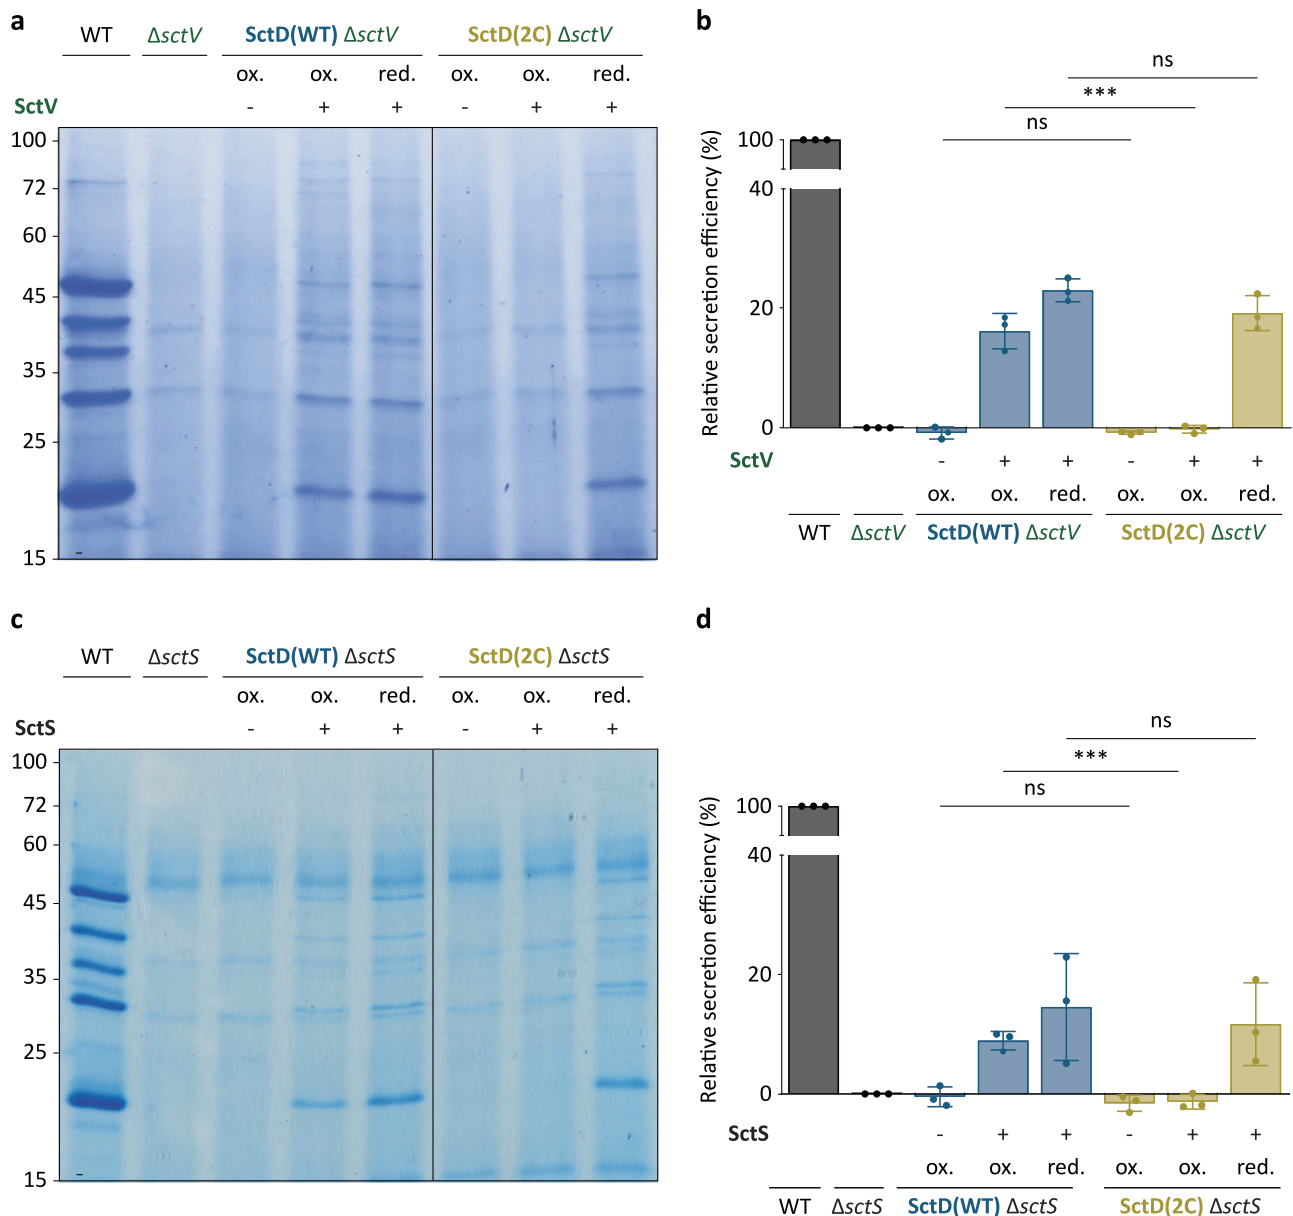 a
WT ΔsctV SctD(WT) ΔsctV SctD(2C) ΔsctV
ox. ox. red. ox. ox. red.
SctV - + + - + +
100
72
60
45
35
25
15
b
ns
***
ns
Relative secretion efficiency (%)
100
40
20
0
SctV - + + - + +
ox. ox. red. ox. ox. red.
WT ΔsctV SctD(WT) ΔsctV SctD(2C) ΔsctV
c
WT ΔsctS SctD(WT) ΔsctS SctD(2C) ΔsctS
ox. ox. red. ox. ox. red.
SctS - + + - + +
100
72
60
45
35
25
15
d
ns
***
ns
Relative secretion efficiency (%)
100
40
20
0
SctS - + + - + +
ox. ox. red. ox. ox. red.
WT ΔsctS SctD(WT) ΔsctS SctD(2C) ΔsctS